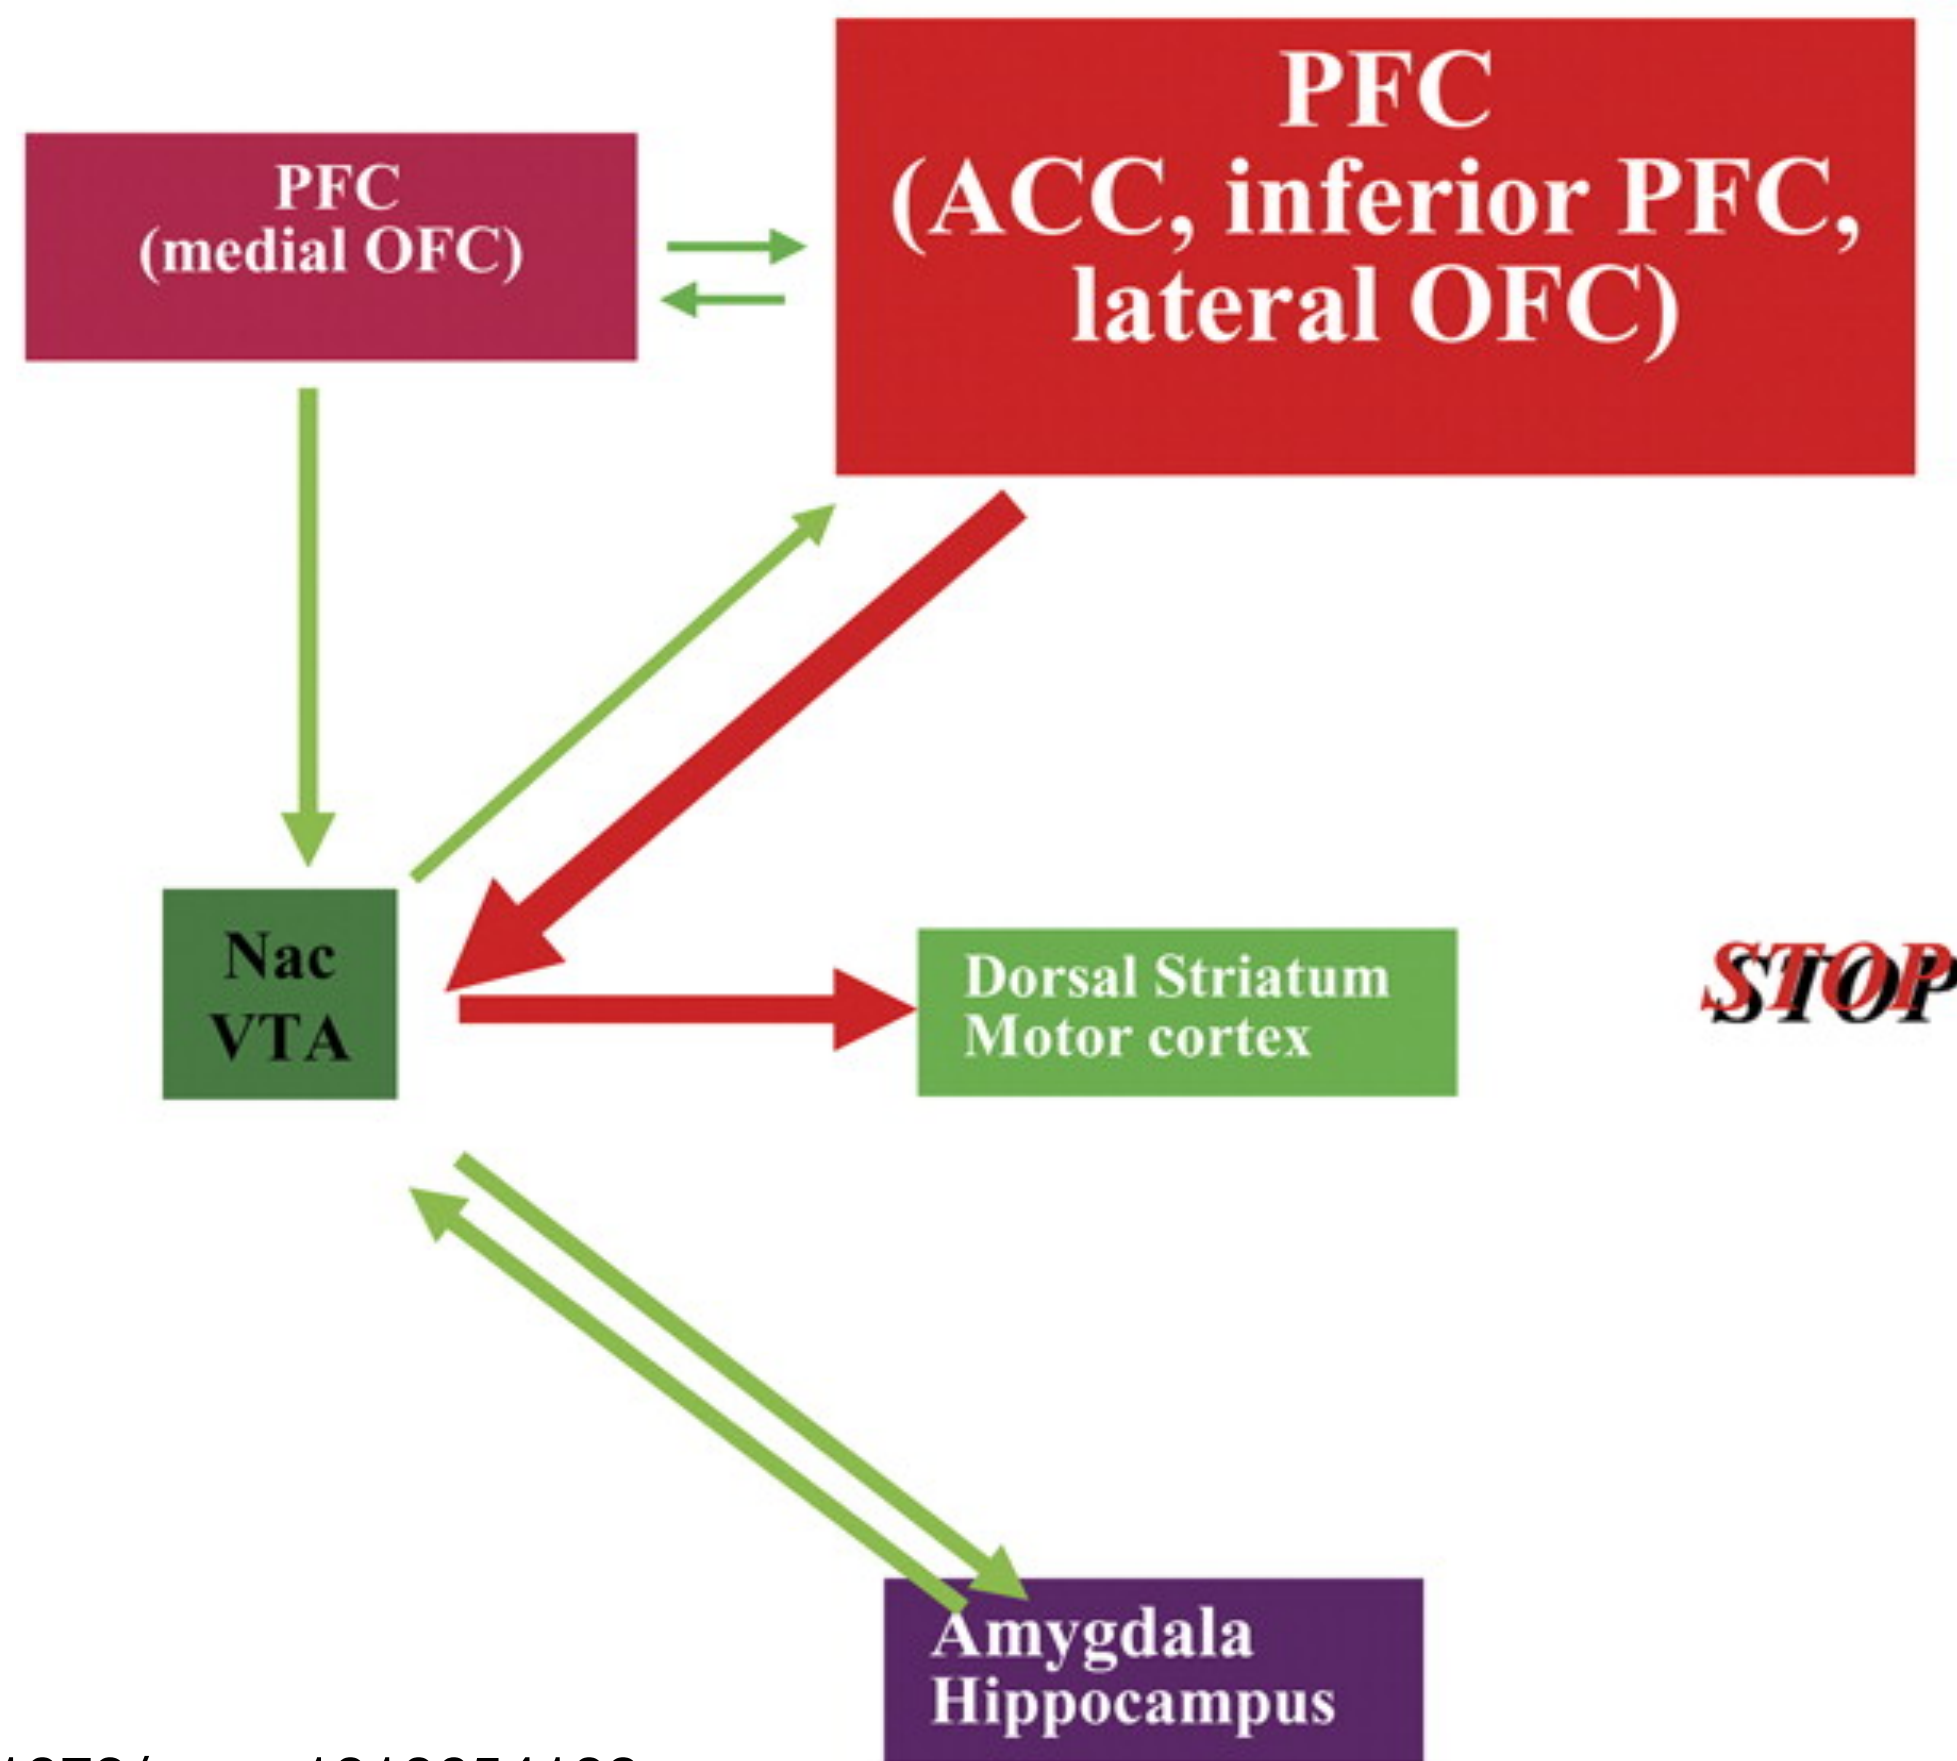 PFC
(medial OFC)
PFC
(ACC, inferior PFC,
lateral OFC)
Nac
VTA
Dorsal Striatum
Motor cortex
STOP
Amygdala
Hippocampus